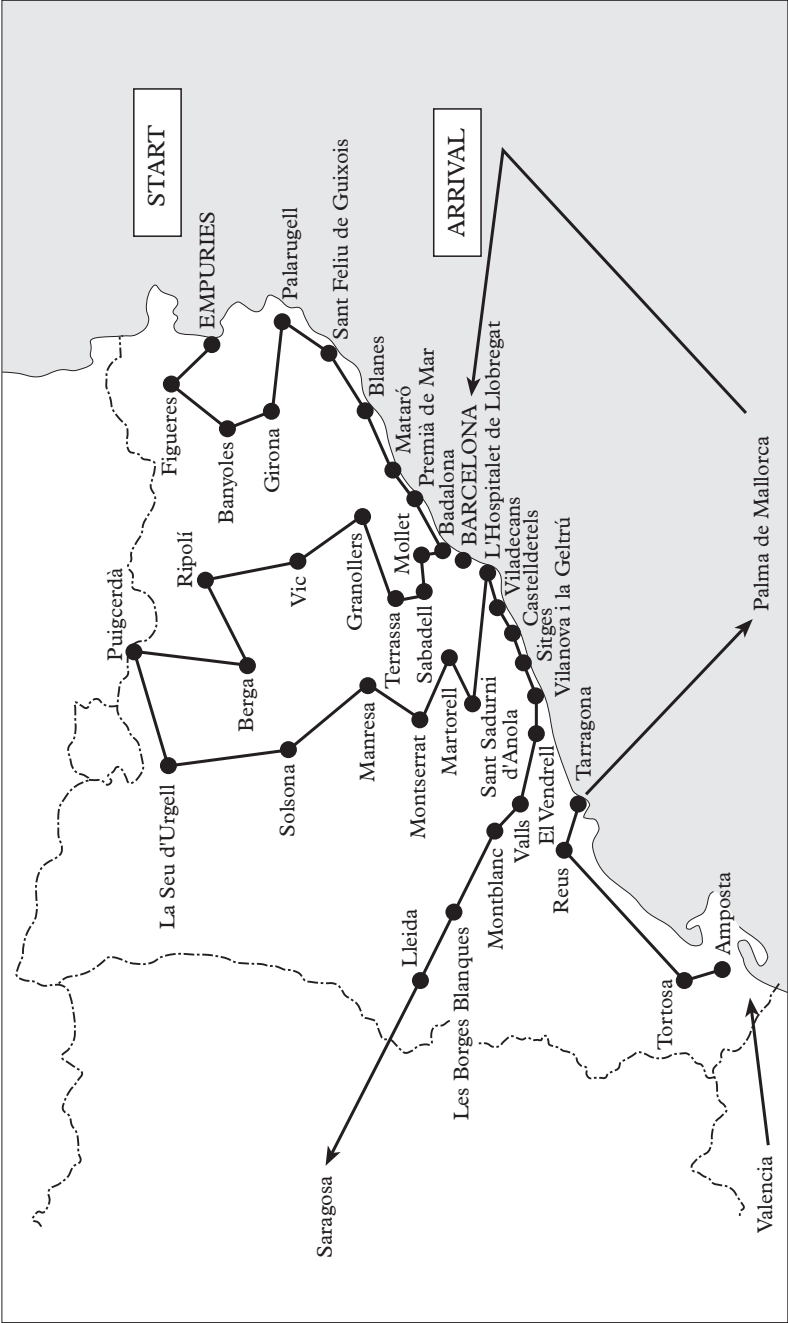 START
EMPURIES
Figueres
Banyoles
Girona
Palarugell
Sant Feliu de Guixois
Blanes
Mataró
Premià de Mar
Badalona
ARRIVAL
BARCELONA
L'Hospitalet de Llobregat
Viladecans
Castelldetels
Sitges
Vilanova i la Geltrú
Mollet
Sabadell
Terrassa
Granollers
Vic
Ripolí
Berga
Puigcerdà
La Seu d'Urgell
Solsona
Manresa
Montserrat
Martorell
Sant Sadurni
d'Anola
El Vendrell
Valls
Montblanc
Les Borges Blanques
Lleida
Saragosa
Valencia
Amposta
Tortosa
Reus
Tarragona
Palma de Mallorca